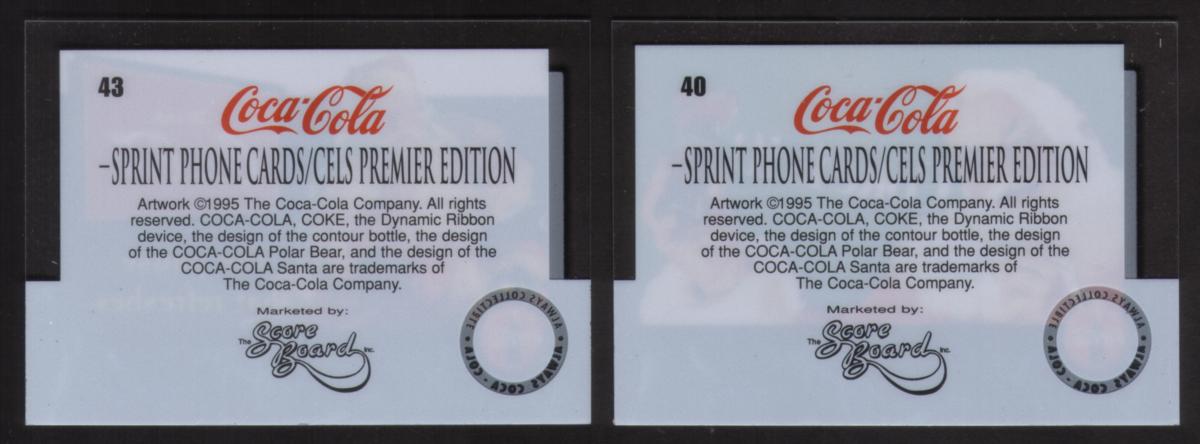 43
Coca-Cola
–SPRINT PHONE CARDS/CELS PREMIER EDITION
Artwork ©1995 The Coca-Cola Company. All rights
reserved. COCA-COLA, COKE, the Dynamic Ribbon
device, the design of the contour bottle, the design
of the COCA-COLA Polar Bear, and the design of the
COCA-COLA Santa are trademarks of
The Coca-Cola Company.
Marketed by:
The Score Board Inc.
ALWAYS COLLECTIBLE
ALWAYS COCA-COLA
40
Coca-Cola
–SPRINT PHONE CARDS/CELS PREMIER EDITION
Artwork ©1995 The Coca-Cola Company. All rights
reserved. COCA-COLA, COKE, the Dynamic Ribbon
device, the design of the contour bottle, the design
of the COCA-COLA Polar Bear, and the design of the
COCA-COLA Santa are trademarks of
The Coca-Cola Company.
Marketed by:
The Score Board Inc.
ALWAYS COLLECTIBLE
ALWAYS COCA-COLA